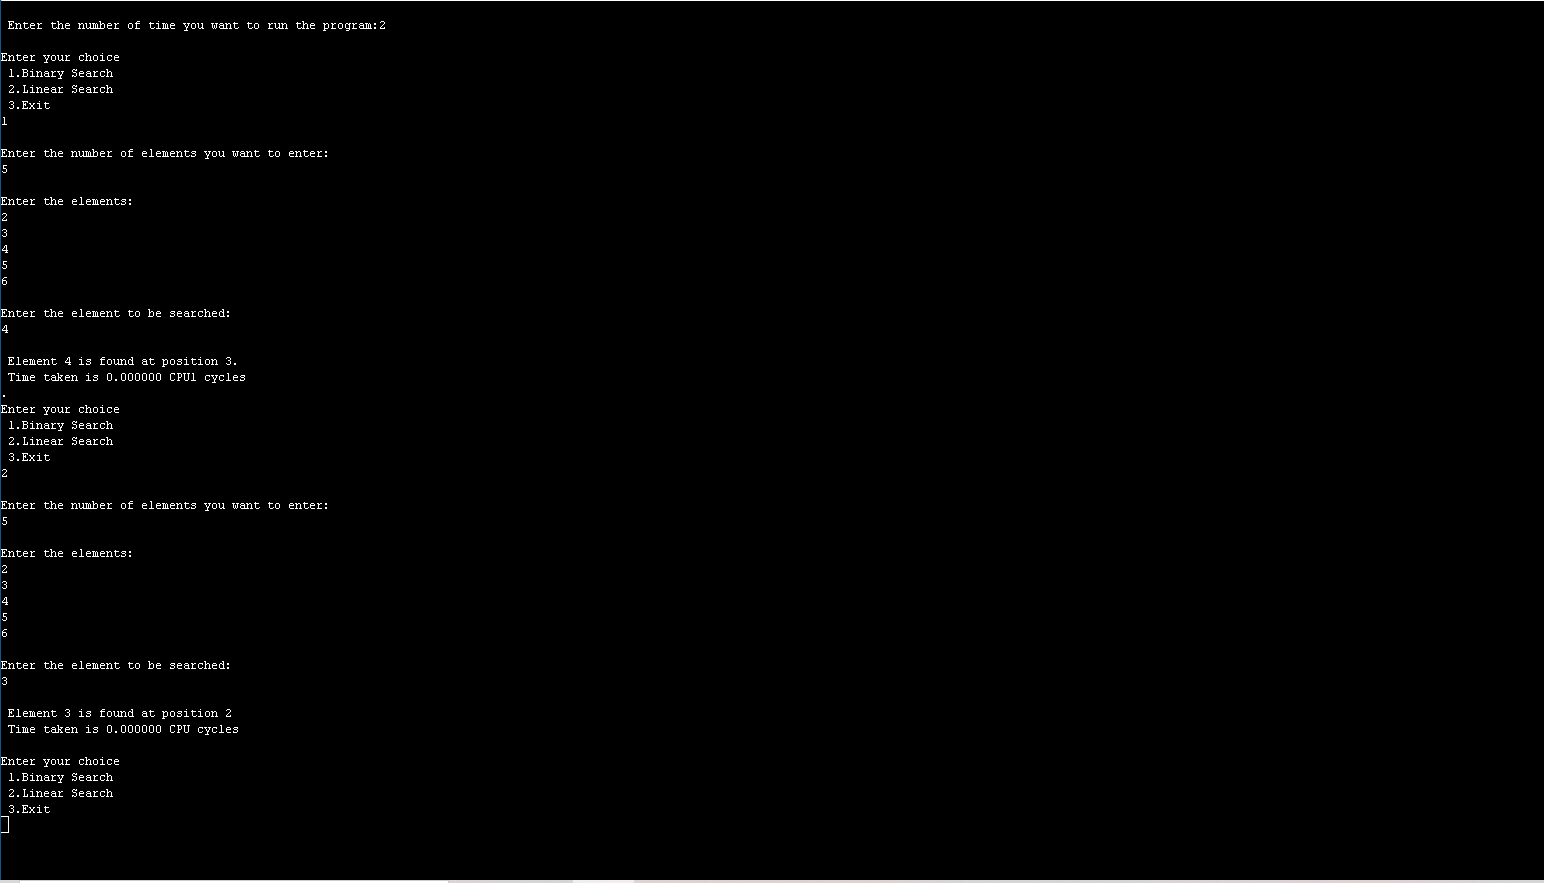 Enter the number of time you want to run the program:2
Enter your choice
1.Binary Search
2.Linear Search
3.Exit
1
Enter the number of elements you want to enter:
5
Enter the elements:
2
3
4
5
6
Enter the element to be searched:
4
Element 4 is found at position 3.
Time taken is 0.000000 CPU1 cycles
.
Enter your choice
1.Binary Search
2.Linear Search
3.Exit
2
Enter the number of elements you want to enter:
5
Enter the elements:
2
3
4
5
6
Enter the element to be searched:
3
Element 3 is found at position 2
Time taken is 0.000000 CPU cycles
Enter your choice
1.Binary Search
2.Linear Search
3.Exit